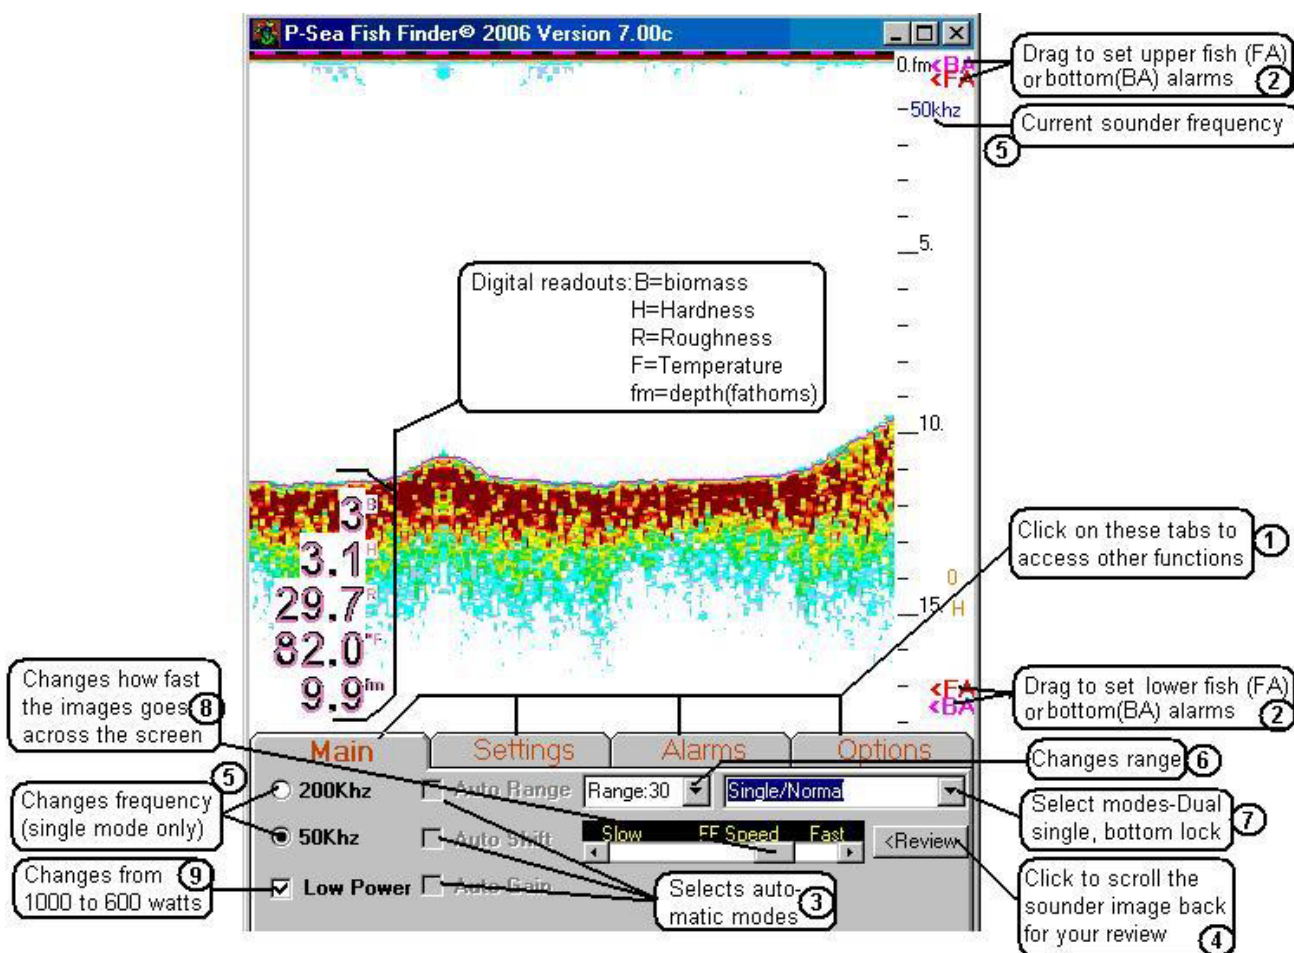 P-Sea Fish Finder© 2006 Version 7.00c
0.fm
<BA
<FA
Drag to set upper fish (FA)
or bottom(BA) alarms
2
50khz
Current sounder frequency
5
5.
Digital readouts:B=biomass
H=Hardness
R=Roughness
F=Temperature
fm=depth(fathoms)
10.
3 B
3.1 H
29.7 R
82.0 °F
9.9 fm
Click on these tabs to
access other functions
1
0
15. H
Changes how fast
the images goes
across the screen
8
<FA
<BA
Drag to set lower fish (FA)
or bottom(BA) alarms
2
Main
Settings
Alarms
Options
Changes range
6
5
Changes frequency
(single mode only)
200Khz
Auto Range
Range:30
Single/Normal
Select modes-Dual
single, bottom lock
7
50Khz
Auto Shift
Slow FF Speed Fast
<Review
Changes from
1000 to 600 watts
9
Low Power
Auto Gain
Selects auto-
matic modes
3
Click to scroll the
sounder image back
for your review
4